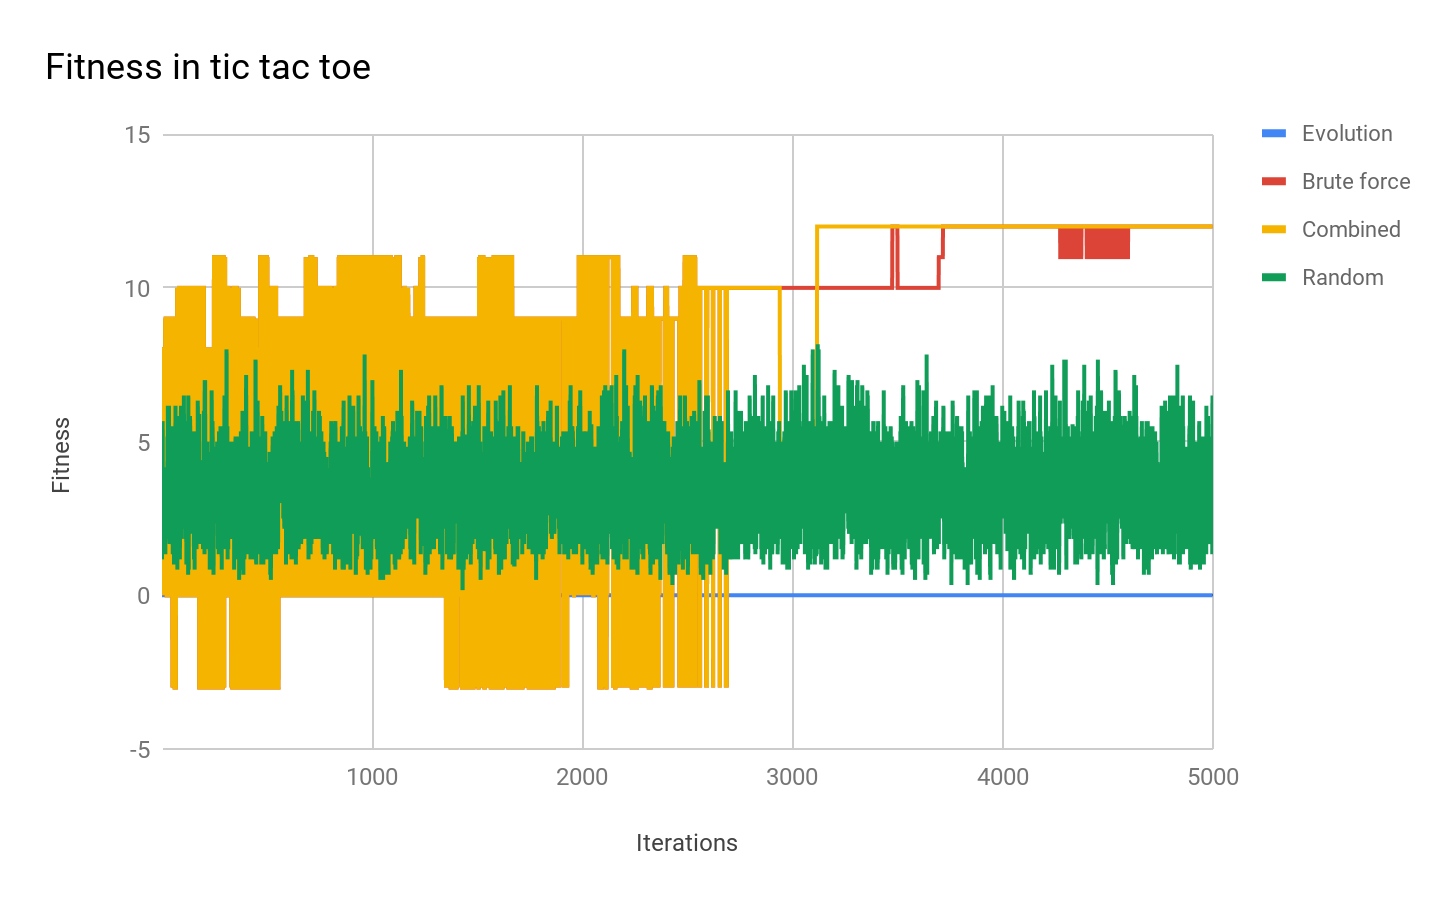 Fitness in tic tac toe
15
10
5
0
-5
Fitness
1000
2000
3000
4000
5000
Iterations
Evolution
Brute force
Combined
Random